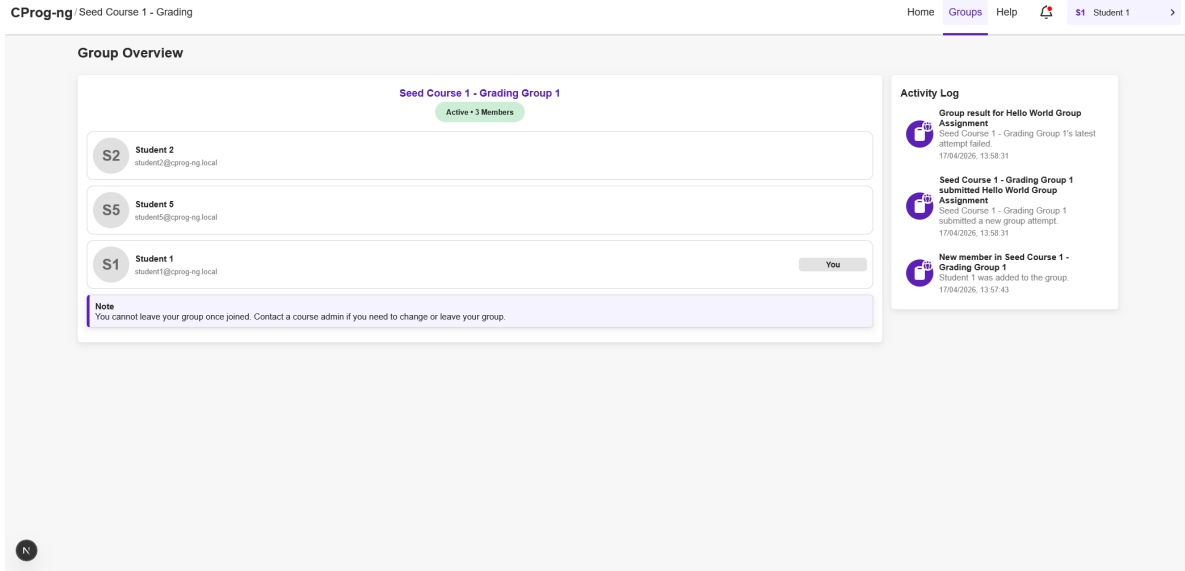 CProg-ng / Seed Course 1 - Grading
Home Groups Help S1 Student 1
Group Overview
Seed Course 1 - Grading Group 1
Active • 3 Members
S2
Student 2
student2@cprog-ng.local
S5
Student 5
student5@cprog-ng.local
S1
Student 1
student1@cprog-ng.local
You
Note
You cannot leave your group once joined. Contact a course admin if you need to change or leave your group.
Activity Log
Group result for Hello World Group
Assignment
Seed Course 1 - Grading Group 1's latest
attempt failed.
17/04/2026, 13:58:31
Seed Course 1 - Grading Group 1
submitted Hello World Group
Assignment
Seed Course 1 - Grading Group 1
submitted a new group attempt.
17/04/2026, 13:58:31
New member in Seed Course 1 -
Grading Group 1
Student 1 was added to the group.
17/04/2026, 13:57:43
N